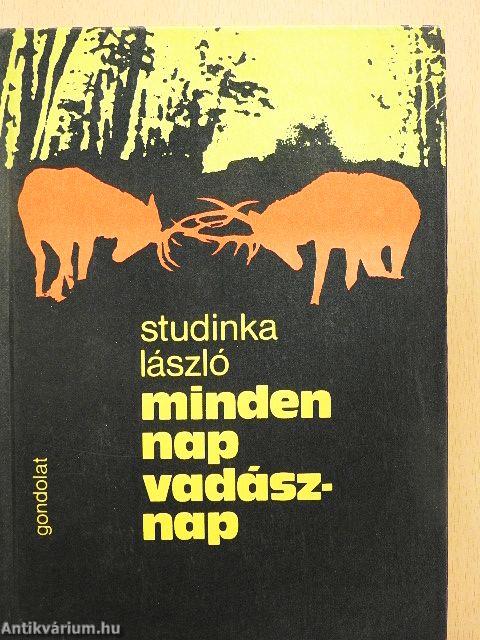 studinka
lászló
minden
nap
vadász-
nap
gondolat
Antikvárium.hu